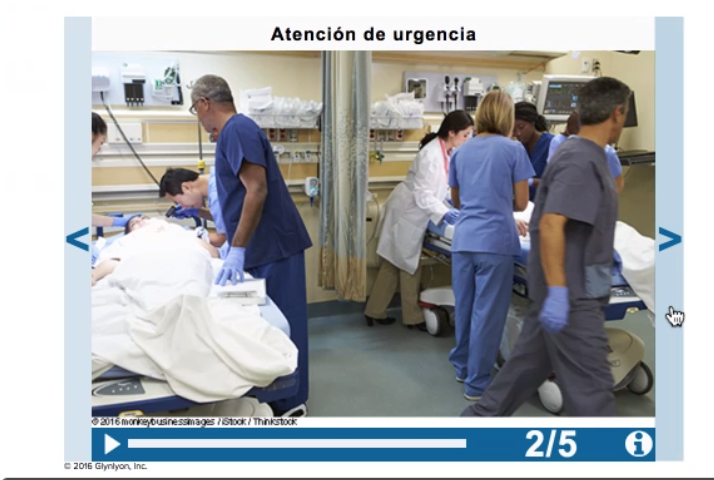 Atención de urgencia
<
>
© 2016 monkeybusinessimages / iStock / Thinkstock
2/5
i
© 2016 Glynlyon, Inc.